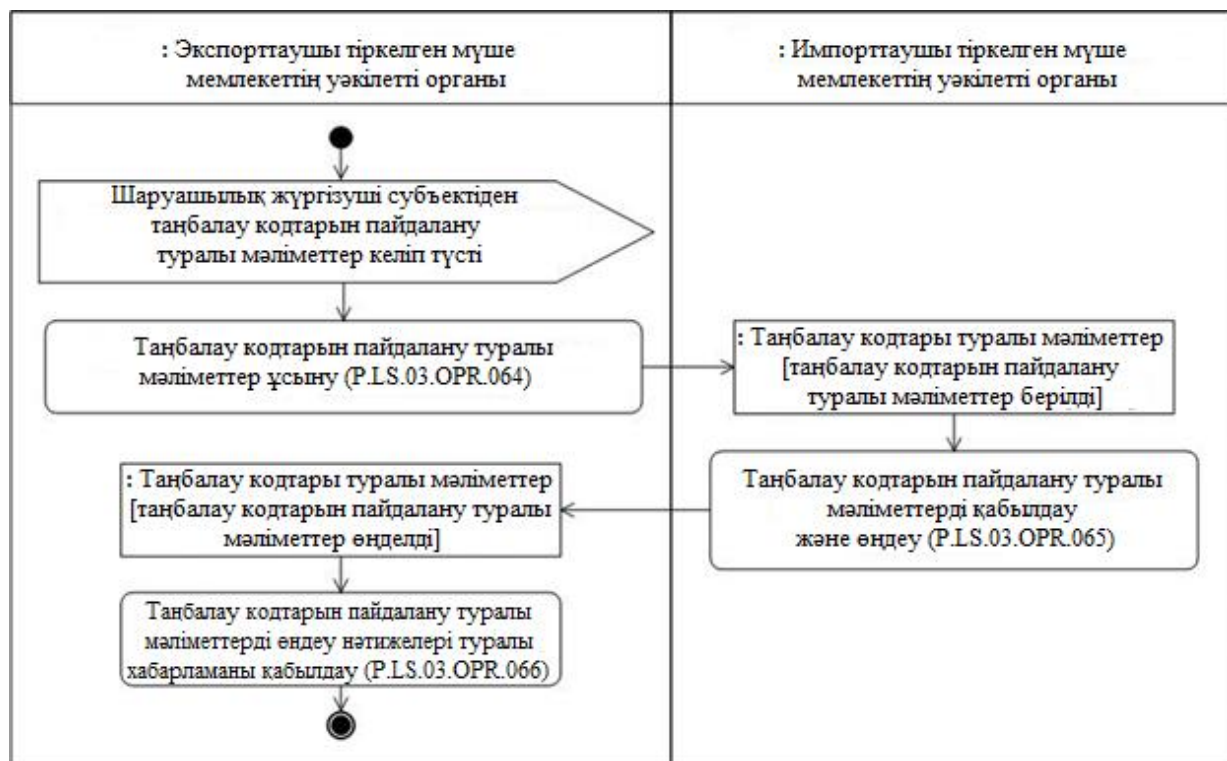 : Экспорттаушы тіркелген мүше
мемлекеттің уәкілетті органы
: Импорттаушы тіркелген мүше
мемлекеттің уәкілетті органы
Шаруашылық жүргізуші субъектіден
таңбалау кодтарын пайдалану
туралы мәліметтер келіп түсті
Таңбалау кодтарын пайдалану туралы
мәліметтер ұсыну (P.LS.03.OPR.064)
: Таңбалау кодтары туралы мәліметтер
[таңбалау кодтарын пайдалану
туралы мәліметтер берілді]
Таңбалау кодтарын пайдалану туралы
мәліметтерді қабылдау
және өңдеу (P.LS.03.OPR.065)
: Таңбалау кодтары туралы мәліметтер
[таңбалау кодтарын пайдалану туралы
мәліметтер өңделді]
Таңбалау кодтарын пайдалану туралы
мәліметтерді өңдеу нәтижелері туралы
хабарламаны қабылдау (P.LS.03.OPR.066)